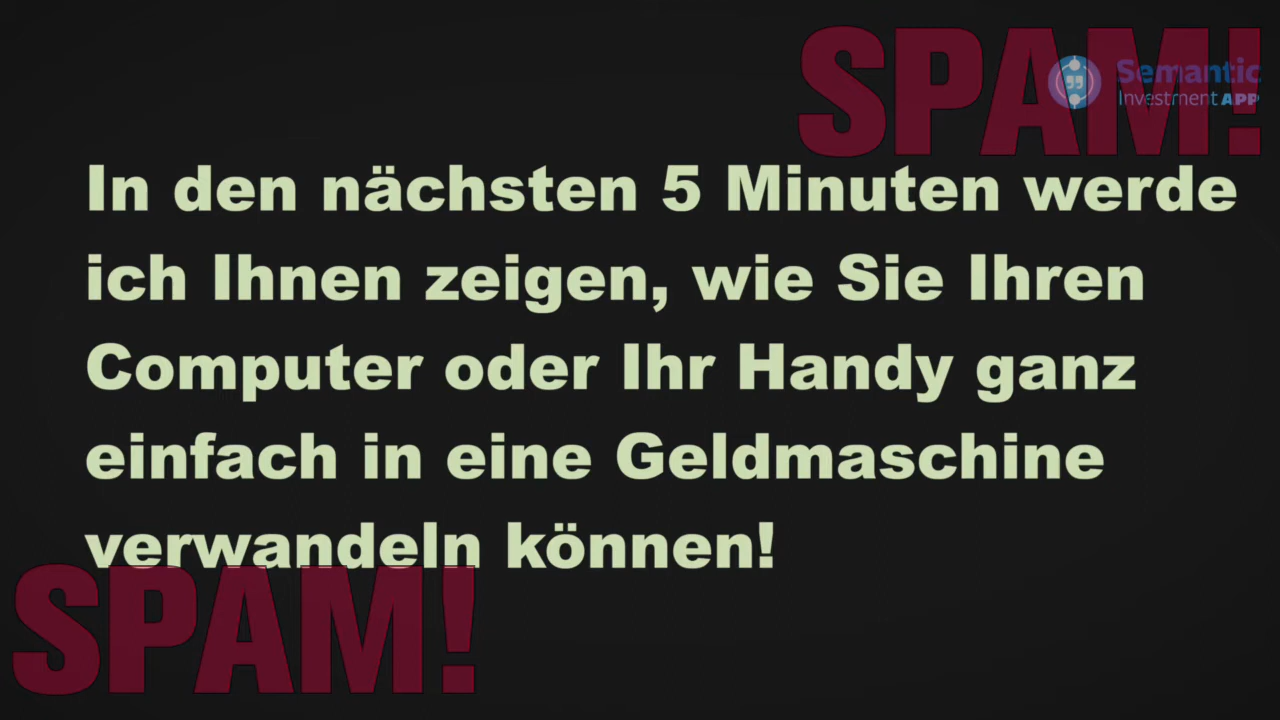 SPAM!
Semantic
Investment APP
In den nächsten 5 Minuten werde
ich Ihnen zeigen, wie Sie Ihren
Computer oder Ihr Handy ganz
einfach in eine Geldmaschine
verwandeln können!
SPAM!